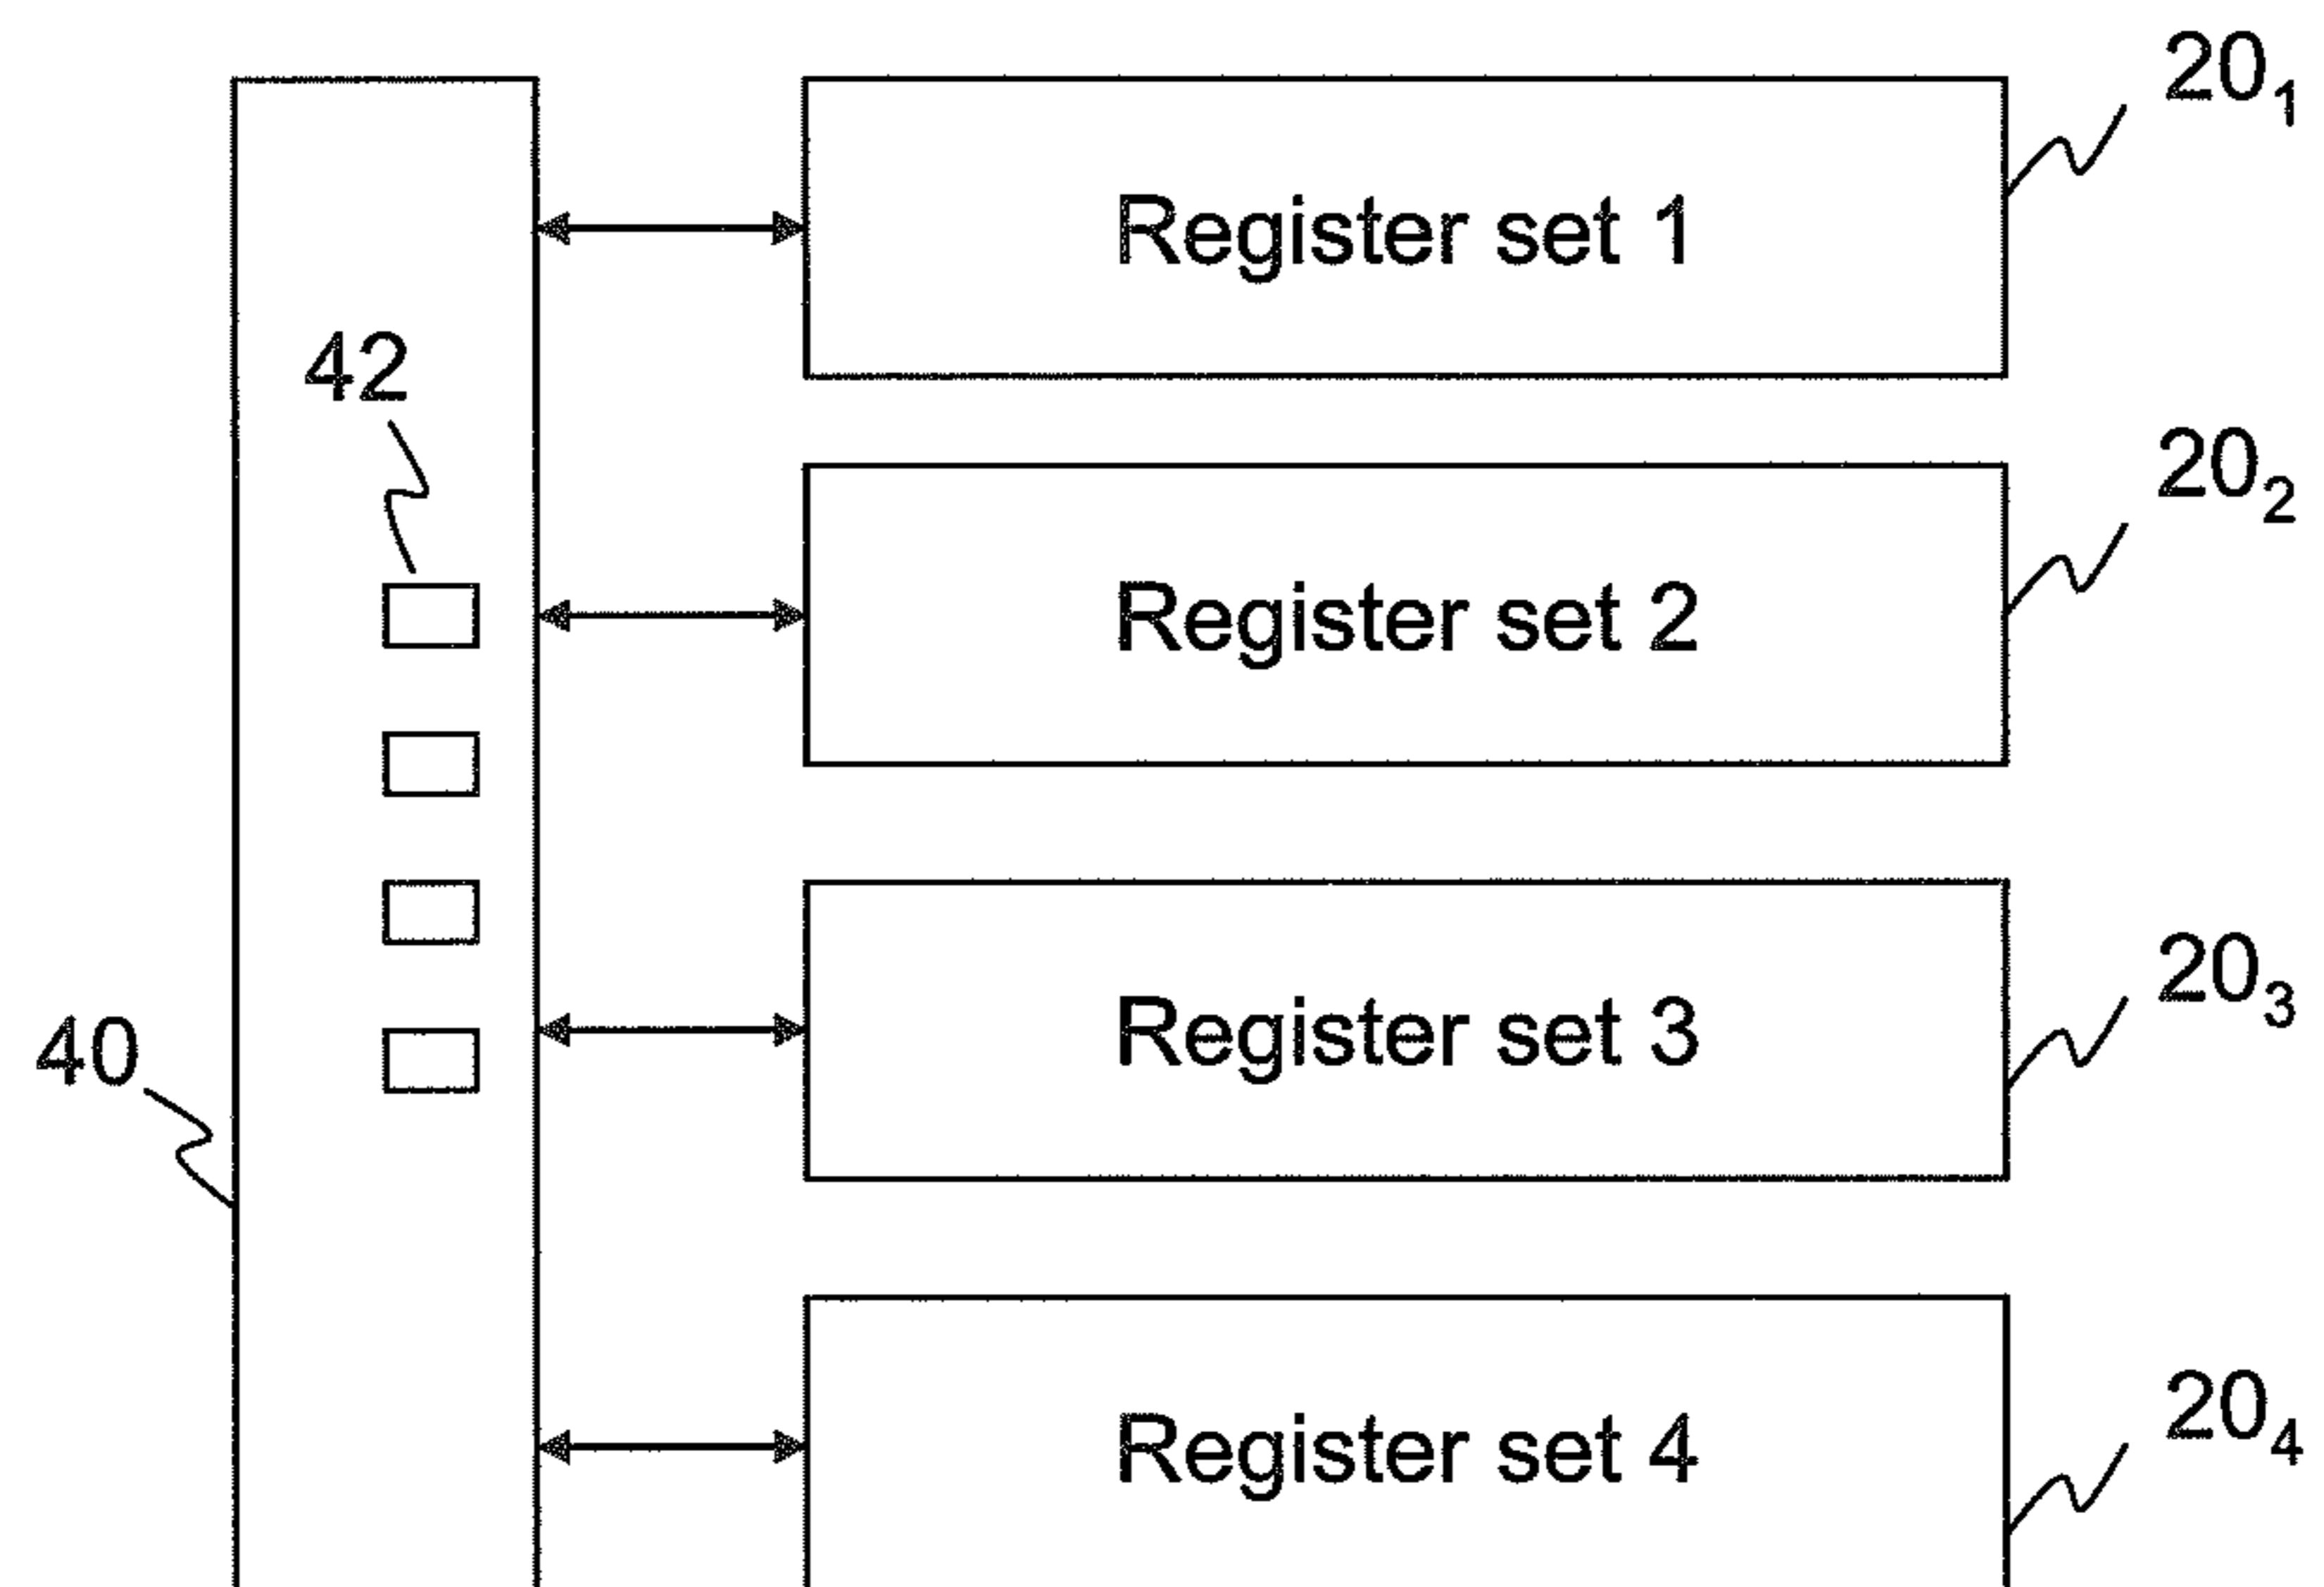 20₁
Register set 1
42
20₂
Register set 2
20₃
Register set 3
40
20₄
Register set 4